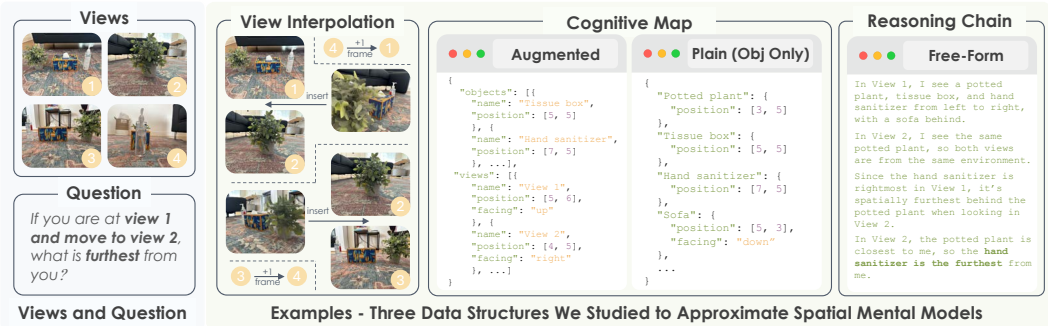 Views
1
2
3
4
Question
If you are at view 1
and move to view 2,
what is furthest from
you?
Views and Question
View Interpolation
4 +1 frame 1
1
insert
2
2
insert
3
3 +1 frame 4
Cognitive Map
Augmented
{
"objects": [{
"name": "Tissue box",
"position": [5, 5]
}, {
"name": "Hand sanitizer",
"position": [7, 5]
}, ...],
"views": [{
"name": "View 1",
"position": [5, 6],
"facing": "up"
}, {
"name": "View 2",
"position": [4, 5],
"facing": "right"
}, ...]
}
Plain (Obj Only)
{
"Potted plant": {
"position": [3, 5]
},
"Tissue box": {
"position": [5, 5]
},
"Hand sanitizer": {
"position": [7, 5]
},
"Sofa": {
"position": [5, 3],
"facing": "down"
},
...
}
Reasoning Chain
Free-Form
In View 1, I see a potted
plant, tissue box, and hand
sanitizer from left to right,
with a sofa behind.
In View 2, I see the same
potted plant, so both views
are from the same environment.
Since the hand sanitizer is
rightmost in View 1, it's
spatially furthest behind the
potted plant when looking in
View 2.
In View 2, the potted plant is
closest to me, so the hand
sanitizer is the furthest from
me.
Examples - Three Data Structures We Studied to Approximate Spatial Mental Models